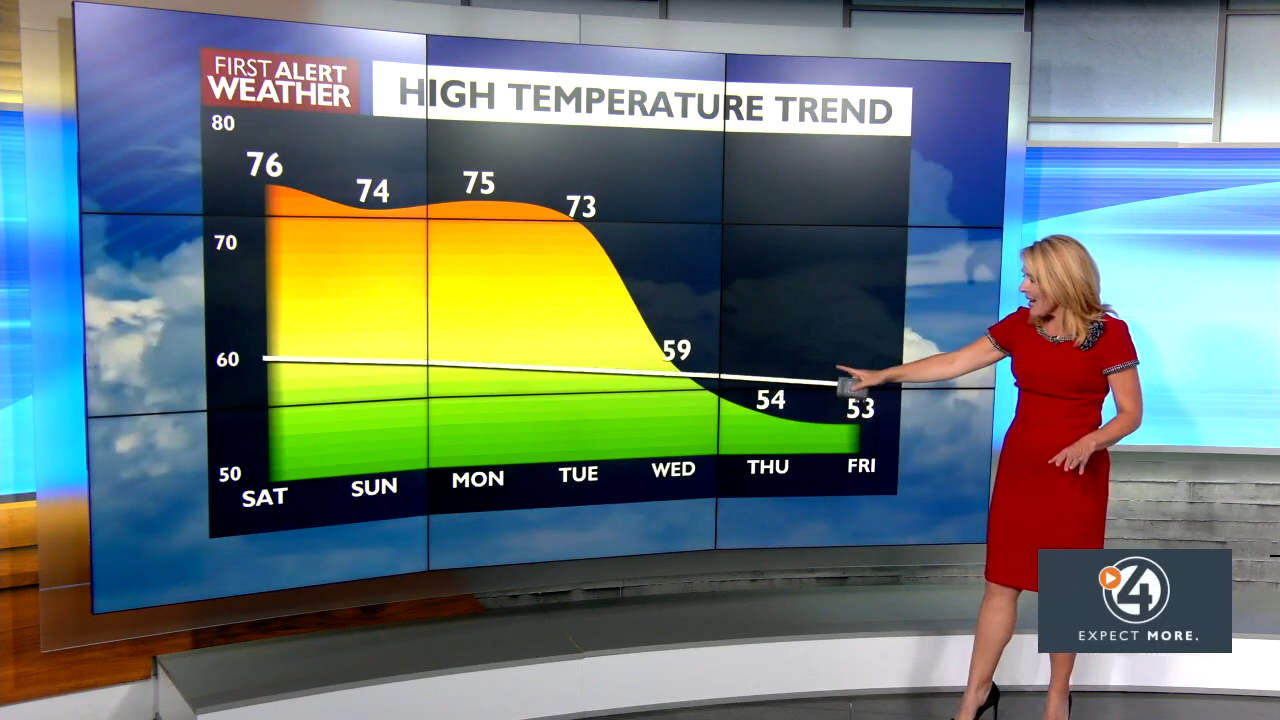 FIRST ALERT
WEATHER
HIGH TEMPERATURE TREND
80
76
74
75
73
70
60
59
54
53
50
SAT
SUN
MON
TUE
WED
THU
FRI
4
EXPECT MORE.